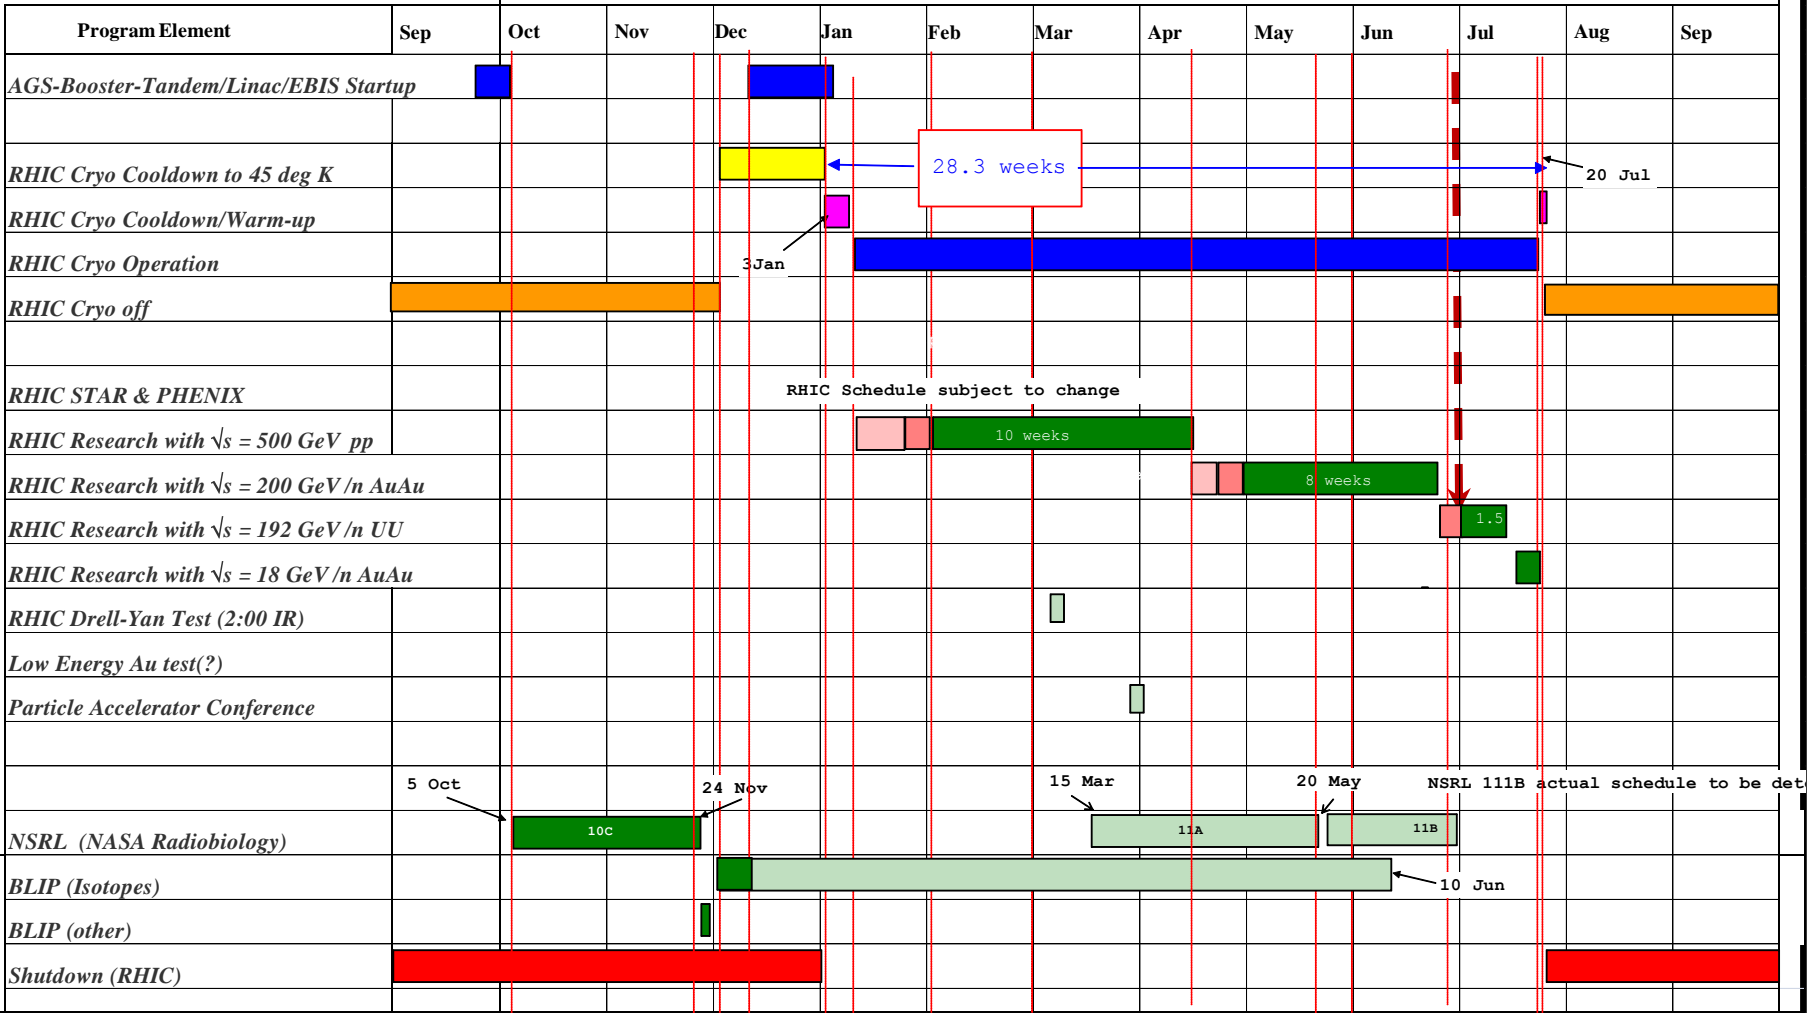 Program Element Sep Oct Nov Dec Jan Feb Mar Apr May Jun Jul Aug Sep
AGS-Booster-Tandem/Linac/EBIS Startup
RHIC Cryo Cooldown to 45 deg K
28.3 weeks
20 Jul
RHIC Cryo Cooldown/Warm-up
RHIC Cryo Operation
3Jan
RHIC Cryo off
RHIC STAR & PHENIX
RHIC Schedule subject to change
RHIC Research with √s = 500 GeV pp
10 weeks
RHIC Research with √s = 200 GeV/n AuAu
8 weeks
RHIC Research with √s = 192 GeV/n UU
1.5
RHIC Research with √s = 18 GeV/n AuAu
RHIC Drell-Yan Test (2:00 IR)
Low Energy Au test(?)
Particle Accelerator Conference
5 Oct
24 Nov
15 Mar
20 May
NSRL 111B actual schedule to be det
NSRL (NASA Radiobiology)
10C
11A
11B
BLIP (Isotopes)
10 Jun
BLIP (other)
Shutdown (RHIC)